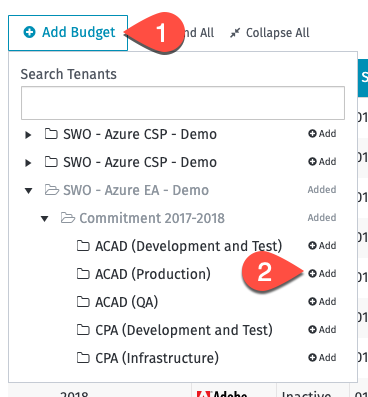 Add Budget 1 nd All Collapse All
Search Tenants
S
SWO - Azure CSP - Demo Add
01
SWO - Azure CSP - Demo Add
01
SWO - Azure EA - Demo Added
01
Commitment 2017-2018 Added
01
ACAD (Development and Test) Add
01
ACAD (Production) 2 Add
01
ACAD (QA) Add
01
CPA (Development and Test) Add
01
CPA (Infrastructure) Add
01
2018 Adobe Inactive 01